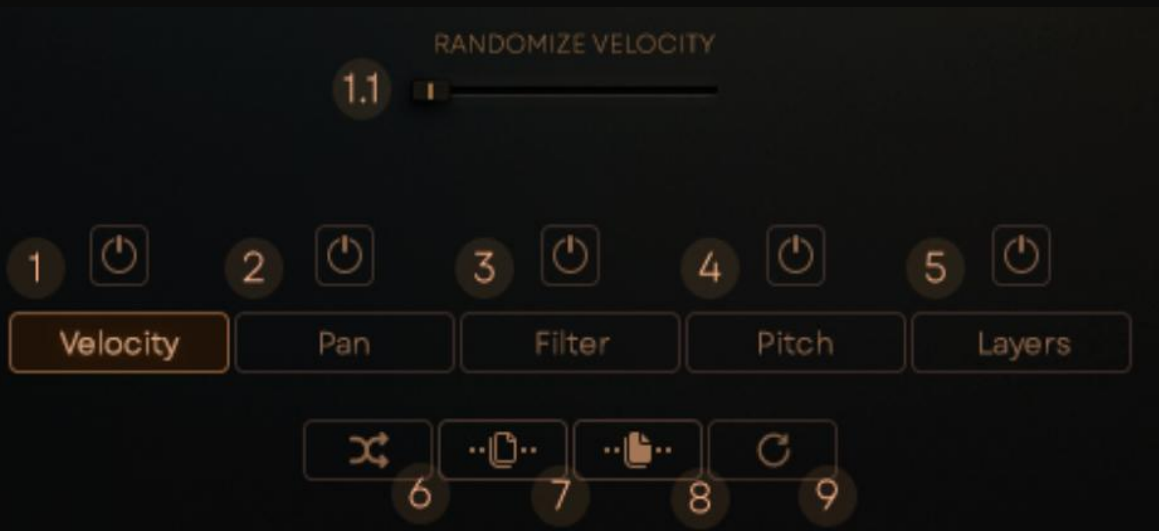 RANDOMIZE VELOCITY
1.1
1 2 3 4 5
Velocity Pan Filter Pitch Layers
6 7 8 9